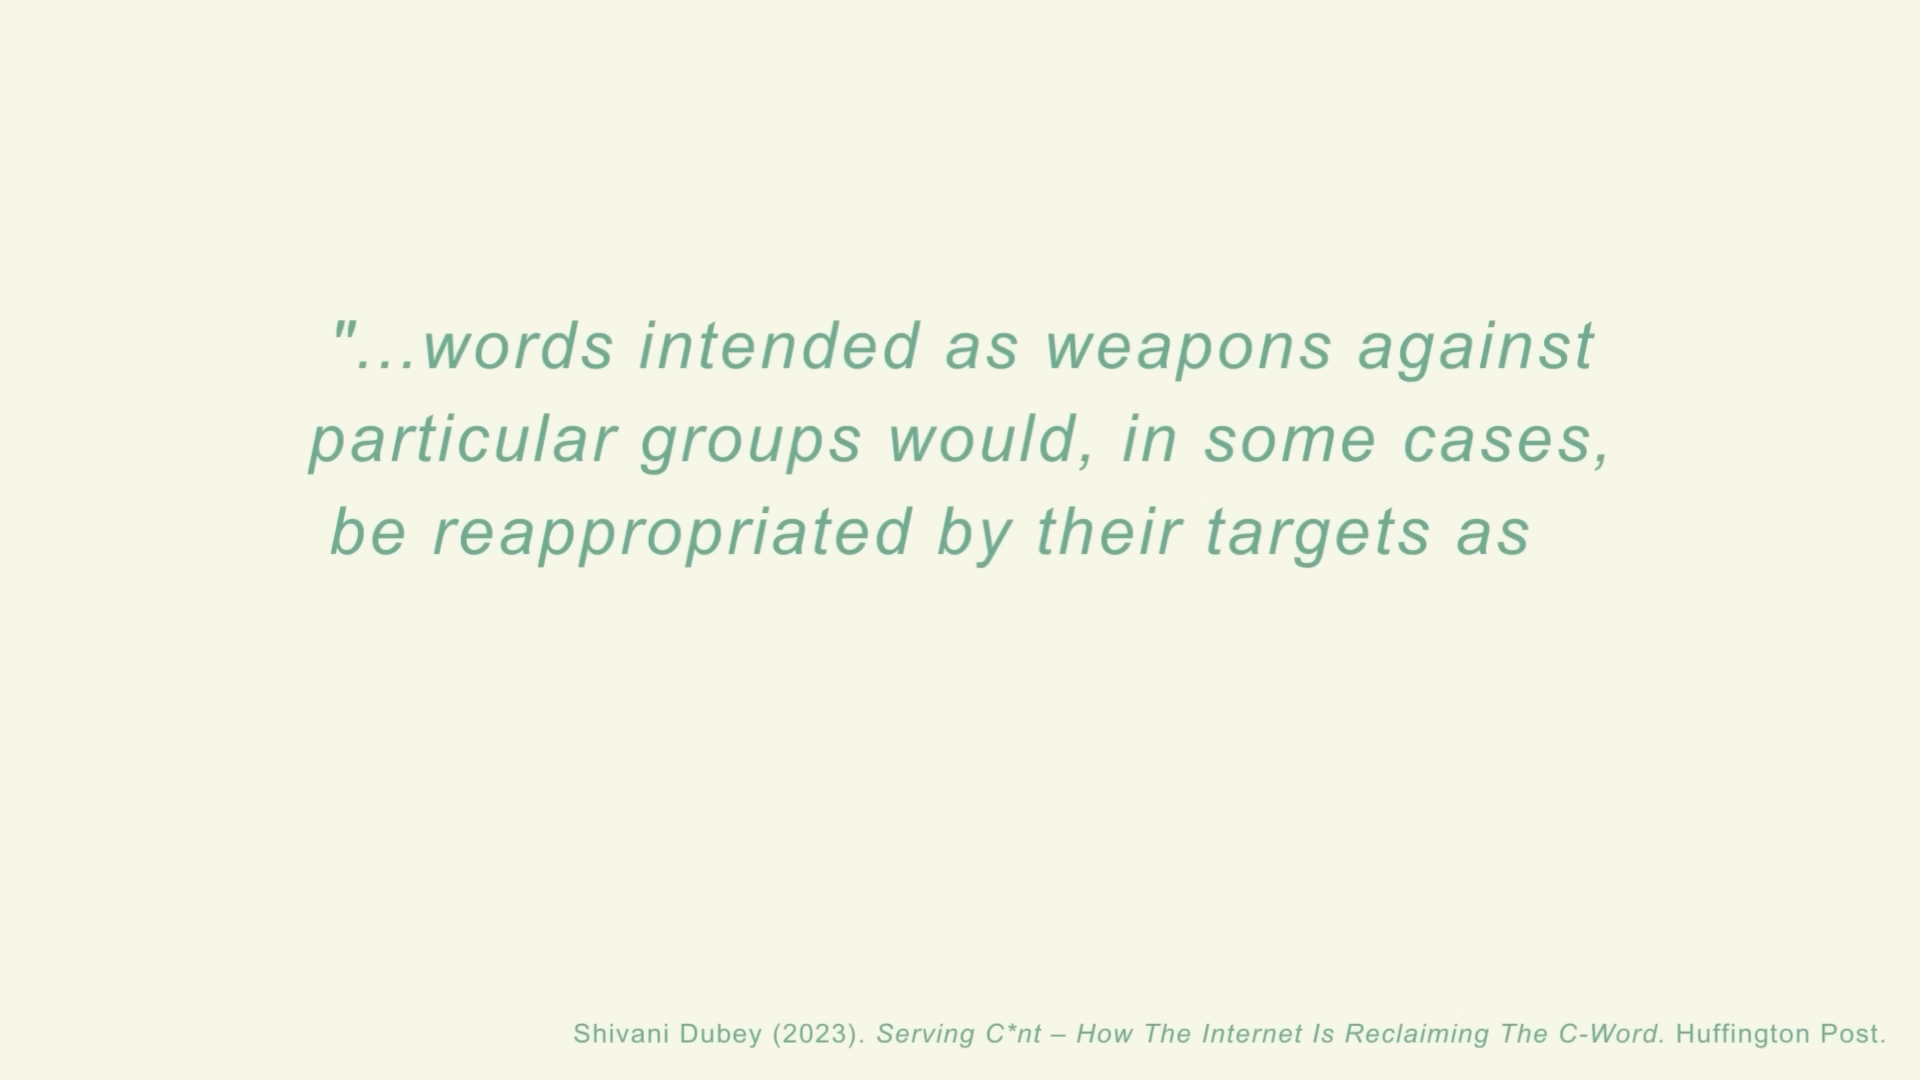 "...words intended as weapons against
particular groups would, in some cases,
be reappropriated by their targets as
Shivani Dubey (2023). Serving C*nt – How The Internet Is Reclaiming The C-Word. Huffington Post.